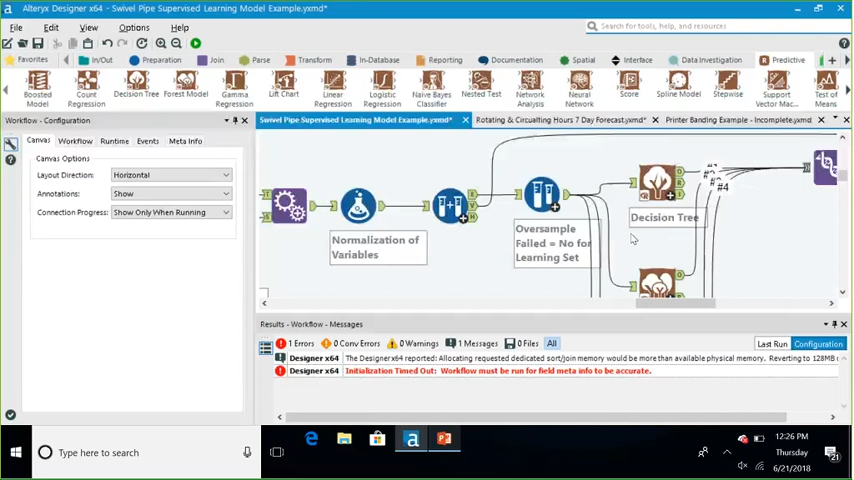 Alteryx Designer x64 - Swivel Pipe Supervised Learning Model Example.yxmd*
File Edit View Options Help
Search for tools, help, and resources
Favorites In/Out Preparation Join Parse Transform In-Database Reporting Documentation Spatial Interface Data Investigation Predictive
Boosted Model
Count Regression
Decision Tree
Forest Model
Gamma Regression
Lift Chart
Linear Regression
Logistic Regression
Naive Bayes Classifier
Nested Test
Network Analysis
Neural Network
Score
Spline Model
Stepwise
Support Vector Mac...
Test of Means
Workflow - Configuration
Swivel Pipe Supervised Learning Model Example.yxmd*
Rotating & Circulating Hours 7 Day Forecast.yxmd*
Printer Banding Example - Incomplete.yxmd
Canvas Workflow Runtime Events Meta Info
Canvas Options
Layout Direction: Horizontal
Annotations: Show
Connection Progress: Show Only When Running
#4
Normalization of
Variables
Oversample
Failed = No for
Learning Set
Decision Tree
Results - Workflow - Messages
1 Errors 0 Conv Errors 0 Warnings 1 Messages 0 Files All
Last Run Configuration
Designer x64 The Designerx64 reported: Allocating requested dedicated sort/join memory would be more than available physical memory. Reverting to 128MB
Designer x64 Initialization Timed Out: Workflow must be run for field meta info to be accurate.
Type here to search
12:26 PM
Thursday
6/21/2018
21